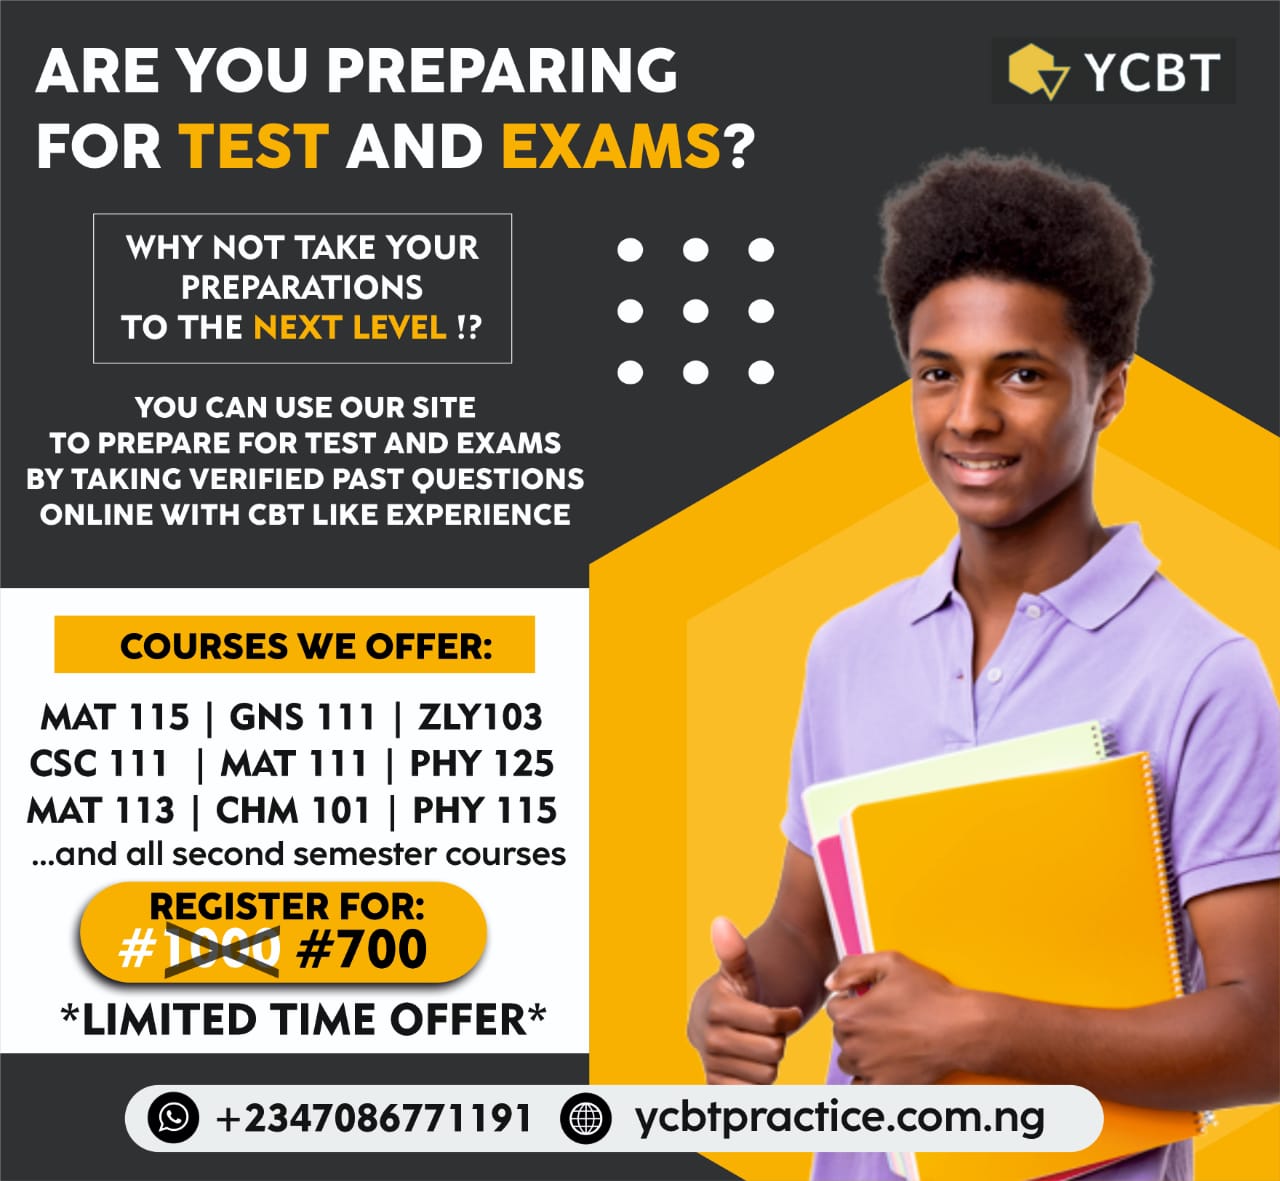 ARE YOU PREPARING
FOR TEST AND EXAMS?
YCBT
WHY NOT TAKE YOUR
PREPARATIONS
TO THE NEXT LEVEL !?
YOU CAN USE OUR SITE
TO PREPARE FOR TEST AND EXAMS
BY TAKING VERIFIED PAST QUESTIONS
ONLINE WITH CBT LIKE EXPERIENCE
COURSES WE OFFER:
MAT 115 | GNS 111 | ZLY103
CSC 111 | MAT 111 | PHY 125
MAT 113 | CHM 101 | PHY 115
...and all second semester courses
REGISTER FOR:
#1000 #700
*LIMITED TIME OFFER*
+2347086771191 ycbtpractice.com.ng